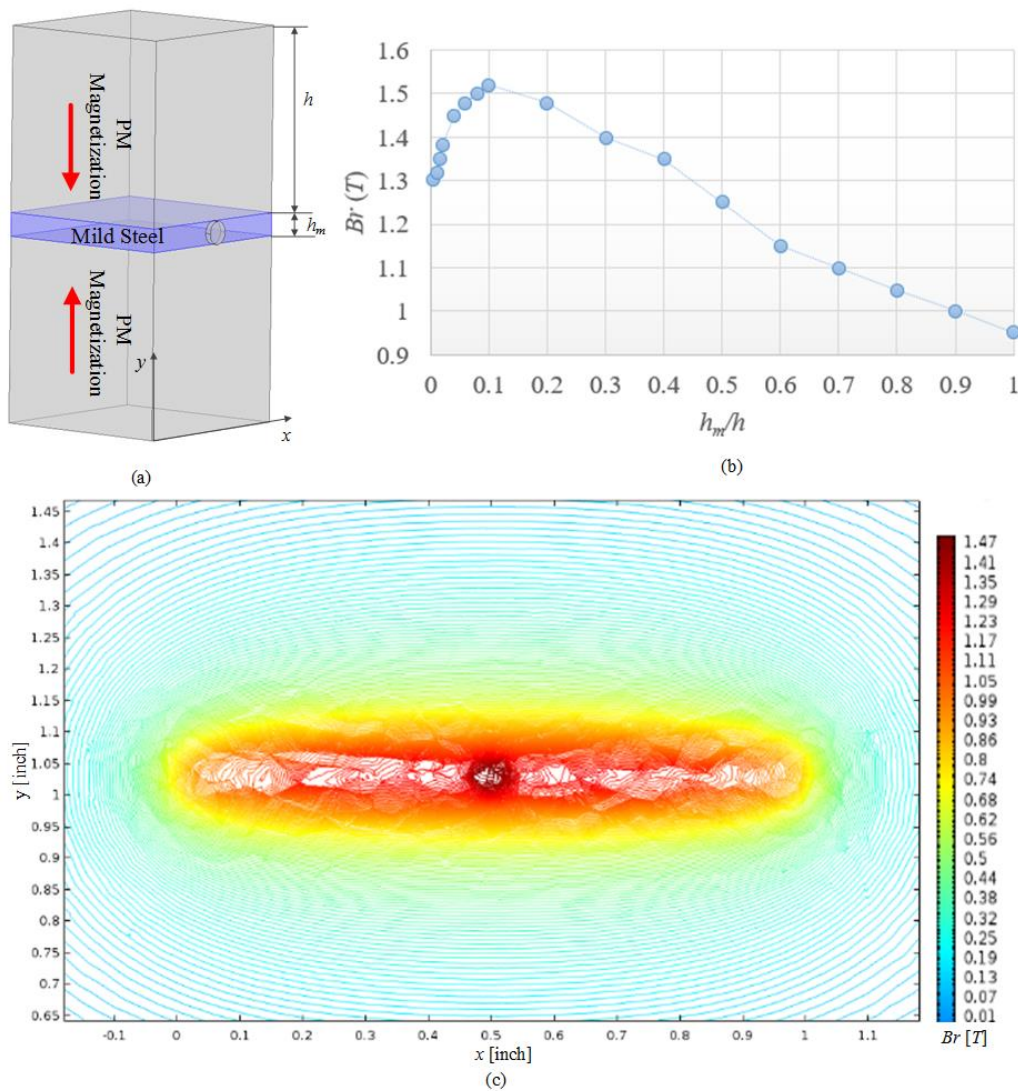 h
PM
Magnetization
h_m
Mild Steel
PM
Magnetization
y
x
(a)
1.6
1.5
1.4
1.3
1.2
1.1
1
0.9
Br (T)
0 0.1 0.2 0.3 0.4 0.5 0.6 0.7 0.8 0.9 1
h_m/h
(b)
1.45
1.4
1.35
1.3
1.25
1.2
1.15
1.1
1.05
1
0.95
0.9
0.85
0.8
0.75
0.7
0.65
y [inch]
-0.1 0 0.1 0.2 0.3 0.4 0.5 0.6 0.7 0.8 0.9 1 1.1
x [inch]
1.47
1.41
1.35
1.29
1.23
1.17
1.11
1.05
0.99
0.93
0.86
0.8
0.74
0.68
0.62
0.56
0.5
0.44
0.38
0.32
0.25
0.19
0.13
0.07
0.01
Br [T]
(c)